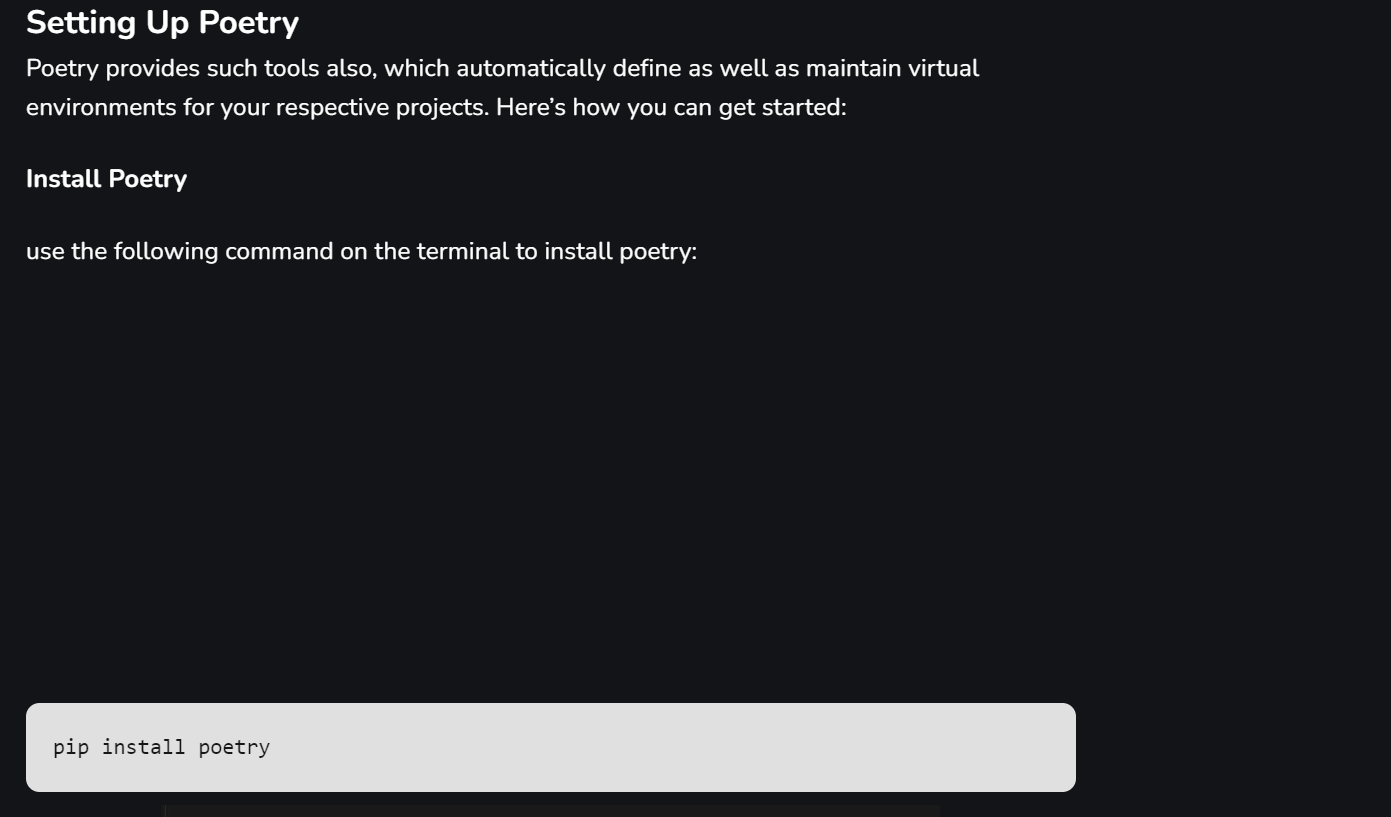 Setting Up Poetry
Poetry provides such tools also, which automatically define as well as maintain virtual
environments for your respective projects. Here’s how you can get started:
Install Poetry
use the following command on the terminal to install poetry:
pip install poetry